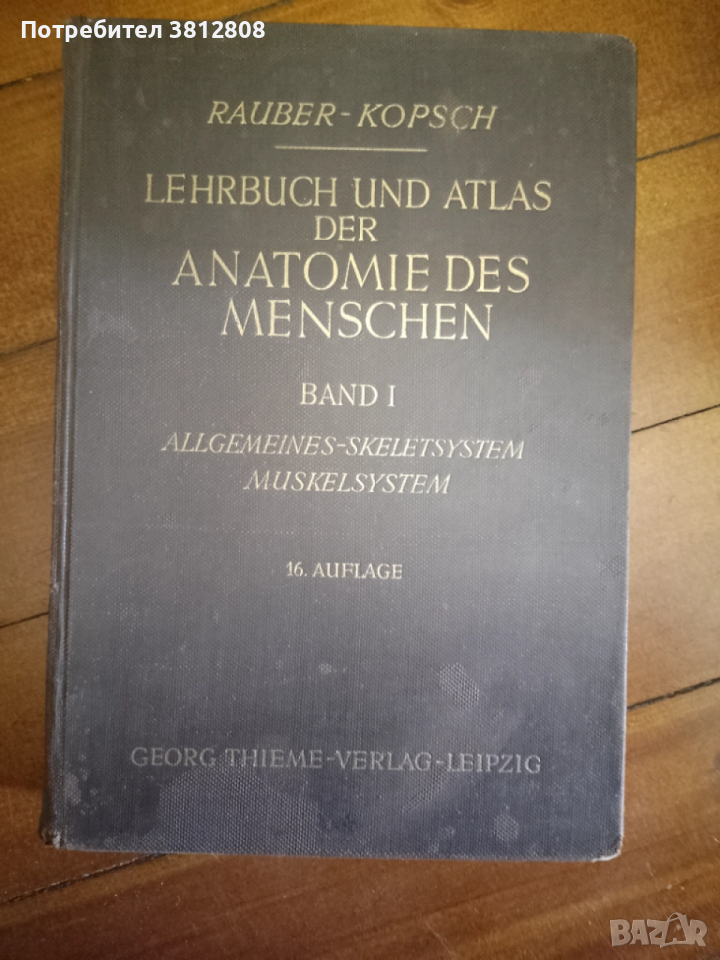 Потребител 3812808
RAUBER-KOPSCH
LEHRBUCH UND ATLAS
DER
ANATOMIE DES
MENSCHEN
BAND I
ALLGEMEINES-SKELETSYSTEM
MUSKELSYSTEM
16. AUFLAGE
GEORG THIEME-VERLAG-LEIPZIG
BAZAR